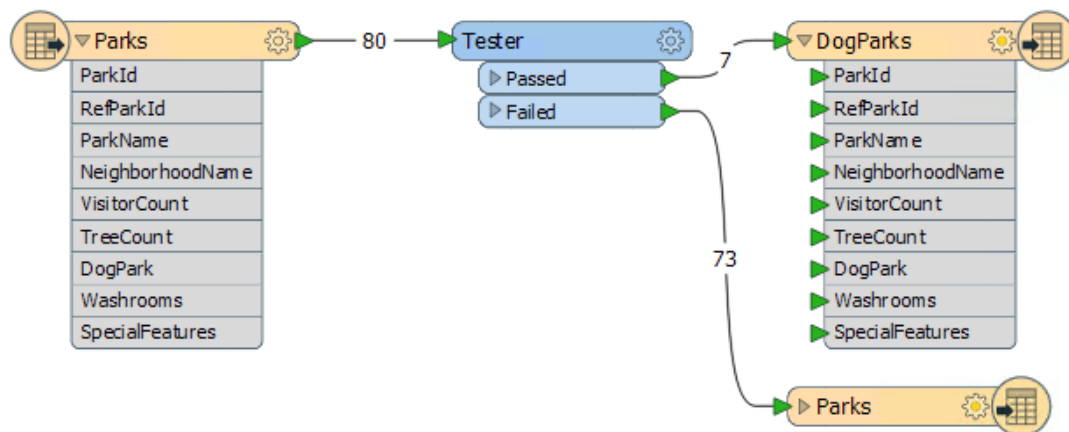 Parks
ParkId
RefParkId
ParkName
NeighborhoodName
VisitorCount
TreeCount
DogPark
Washrooms
SpecialFeatures
80
Tester
Passed
Failed
7
73
DogParks
ParkId
RefParkId
ParkName
NeighborhoodName
VisitorCount
TreeCount
DogPark
Washrooms
SpecialFeatures
Parks